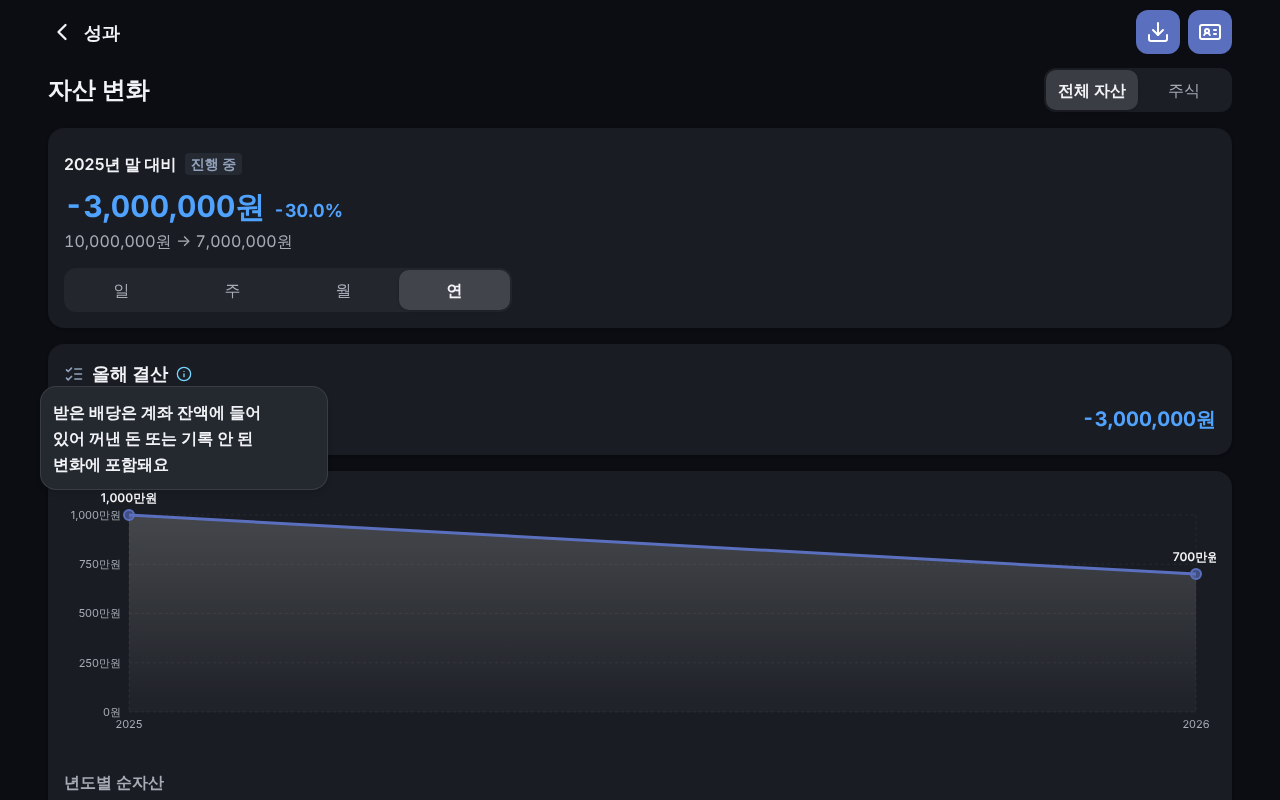 성과
자산 변화
전체 자산
주식
2025년 말 대비
진행 중
-3,000,000원 -30.0%
10,000,000원 → 7,000,000원
일
주
월
연
올해 결산
받은 배당은 계좌 잔액에 들어
있어 꺼낸 돈 또는 기록 안 된
변화에 포함돼요
-3,000,000원
1,000만원
1,000만원
750만원
500만원
250만원
0원
700만원
2025
2026
년도별 순자산